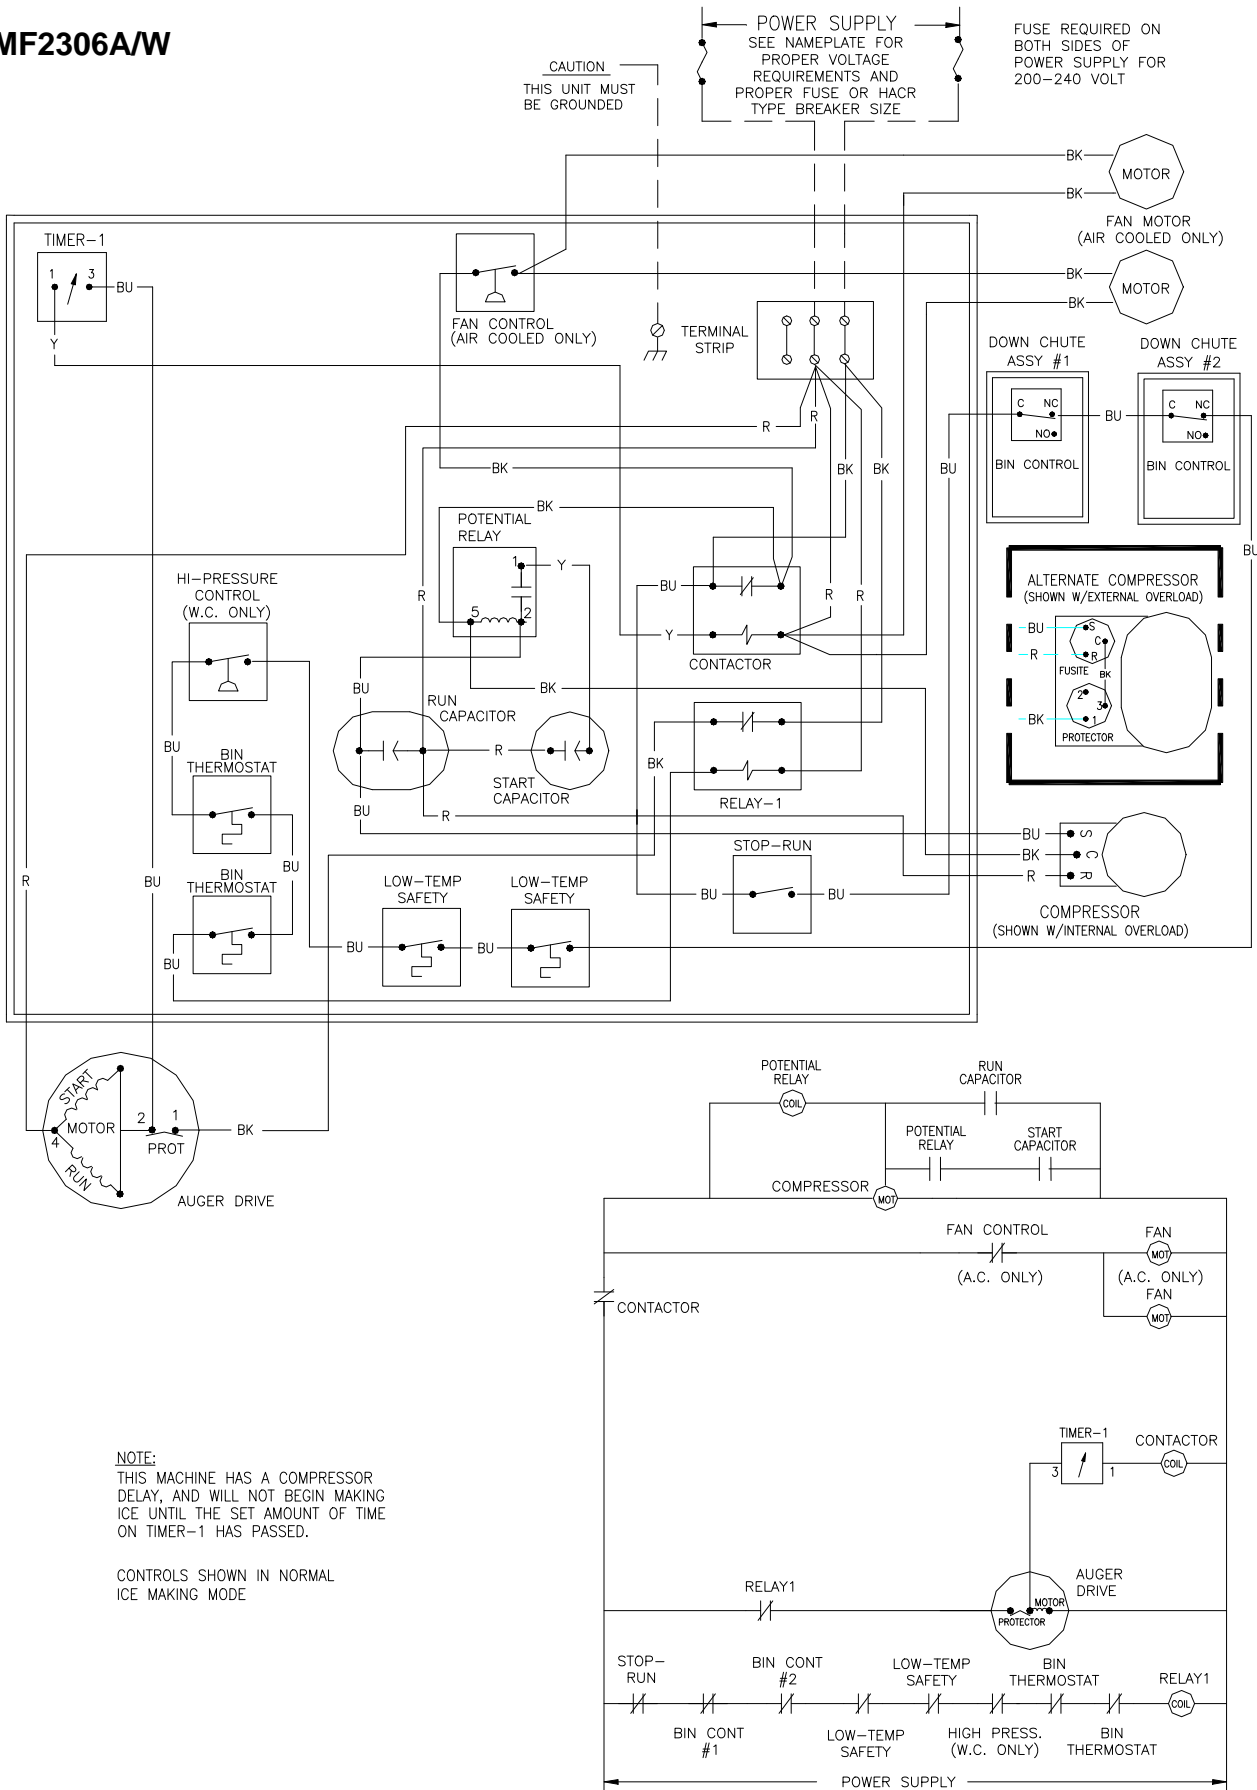 MF2306A/W
POWER SUPPLY
SEE NAMEPLATE FOR
PROPER VOLTAGE
REQUIREMENTS AND
PROPER FUSE OR HACR
TYPE BREAKER SIZE
FUSE REQUIRED ON
BOTH SIDES OF
POWER SUPPLY FOR
200-240 VOLT
CAUTION
THIS UNIT MUST
BE GROUNDED
BK
MOTOR
BK
FAN MOTOR
(AIR COOLED ONLY)
TIMER-1
1 3
BU
Y
FAN CONTROL
(AIR COOLED ONLY)
TERMINAL
STRIP
BK
MOTOR
BK
DOWN CHUTE
ASSY #1
C NC
NO
BIN CONTROL
BU
DOWN CHUTE
ASSY #2
C NC
NO
BIN CONTROL
BU
R
R
BK
BK
BK
BU
BK
POTENTIAL
RELAY
1
Y
5
2
R
BU
Y
CONTACTOR
R
R
HI-PRESSURE
CONTROL
(W.C. ONLY)
ALTERNATE COMPRESSOR
(SHOWN W/EXTERNAL OVERLOAD)
BU
S
C
R
R
FUSITE
BK
2
3
BK
1
PROTECTOR
BU
BK
RUN
CAPACITOR
R
START
CAPACITOR
BK
RELAY-1
BU
BIN
THERMOSTAT
BU
R
BU
BU
S
BK
C
R
R
COMPRESSOR
(SHOWN W/INTERNAL OVERLOAD)
R
BU
BIN
THERMOSTAT
BU
LOW-TEMP
SAFETY
LOW-TEMP
SAFETY
STOP-RUN
BU
BU
BU
BU
START
MOTOR
2
1
4
PROT
RUN
BK
AUGER DRIVE
POTENTIAL
RELAY
COIL
RUN
CAPACITOR
POTENTIAL
RELAY
START
CAPACITOR
COMPRESSOR
MOT
FAN CONTROL
(A.C. ONLY)
FAN
MOT
(A.C. ONLY)
FAN
MOT
CONTACTOR
TIMER-1
3
1
CONTACTOR
COIL
NOTE:
THIS MACHINE HAS A COMPRESSOR
DELAY, AND WILL NOT BEGIN MAKING
ICE UNTIL THE SET AMOUNT OF TIME
ON TIMER-1 HAS PASSED.
CONTROLS SHOWN IN NORMAL
ICE MAKING MODE
RELAY1
AUGER
DRIVE
MOTOR
PROTECTOR
STOP-
RUN
BIN CONT
#1
BIN CONT
#2
LOW-TEMP
SAFETY
LOW-TEMP
SAFETY
HIGH PRESS.
(W.C. ONLY)
BIN
THERMOSTAT
BIN
THERMOSTAT
RELAY1
COIL
POWER SUPPLY